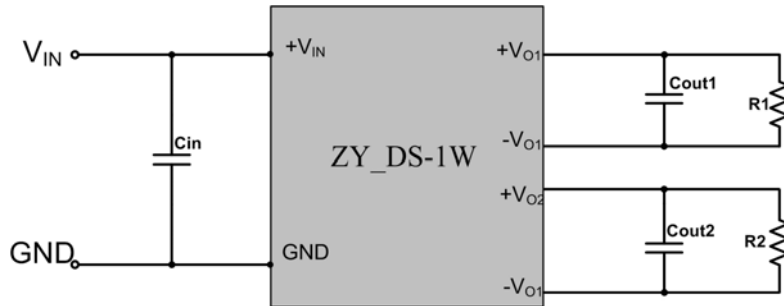 V_IN
+V_IN
+V_O1
Cout1
R1
Cin
-V_O1
ZY_DS-1W
+V_O2
Cout2
R2
GND
GND
-V_O1